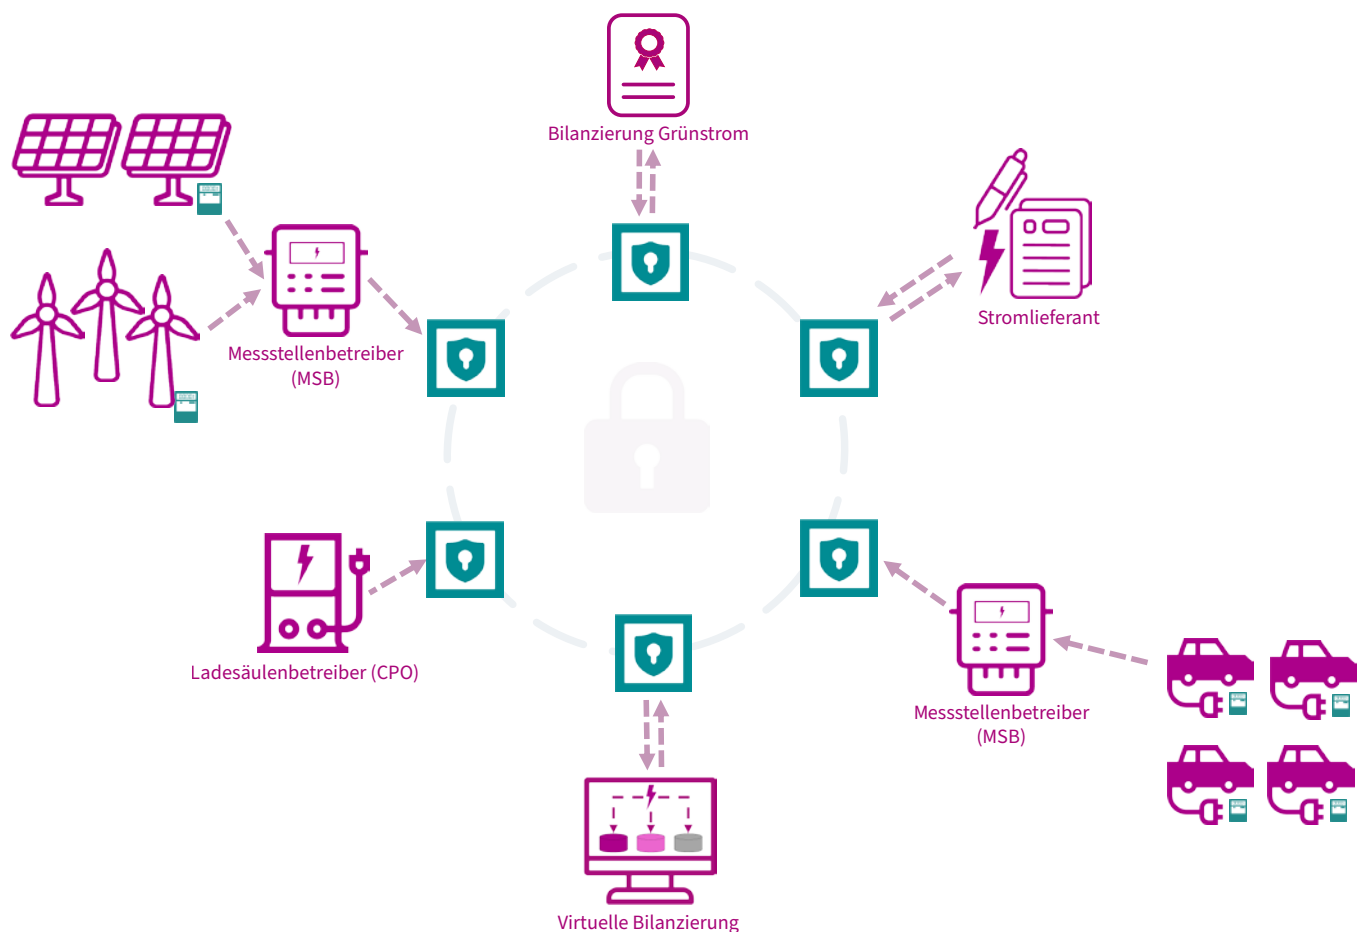 Bilanzierung Grünstrom
Stromlieferant
Messstellenbetreiber
(MSB)
Ladesäulenbetreiber (CPO)
Messstellenbetreiber
(MSB)
Virtuelle Bilanzierung